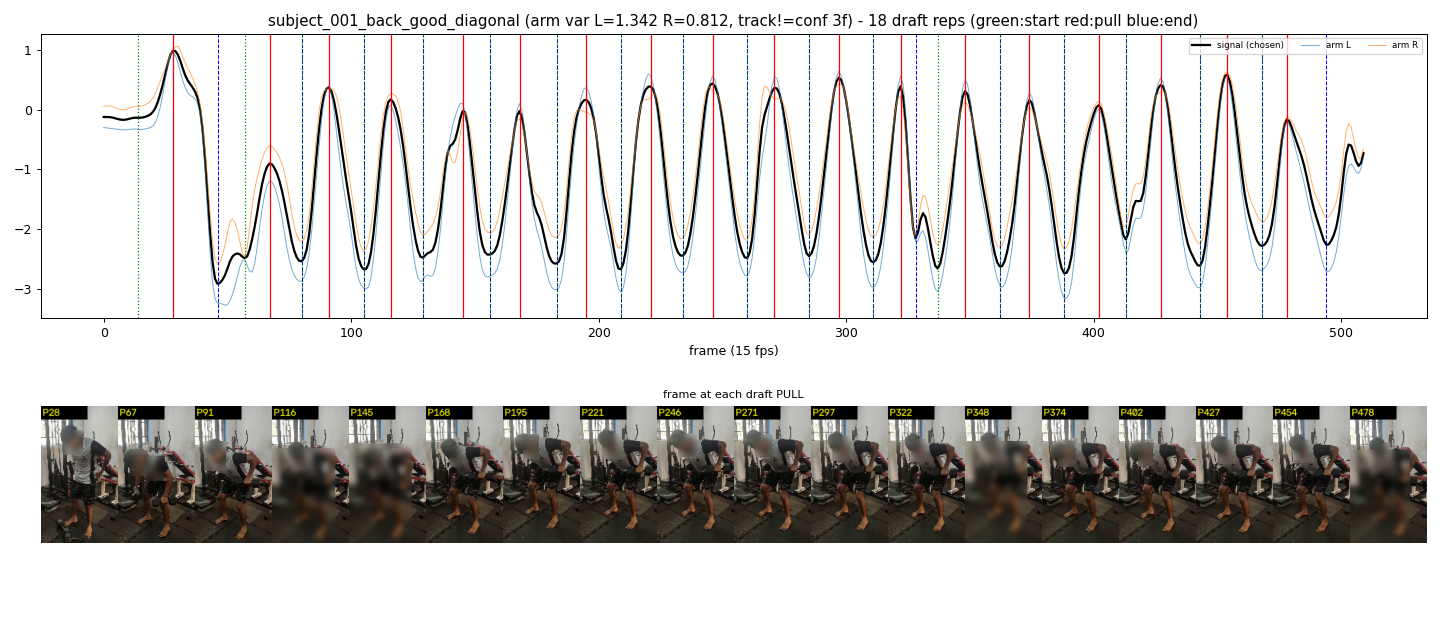 subject_001_back_good_diagonal (arm var L=1.342 R=0.812, track!=conf 3f) - 18 draft reps (green:start red:pull blue:end)
signal (chosen) arm L arm R
1
0
−1
−2
−3
0 100 200 300 400 500
frame (15 fps)
frame at each draft PULL
P28 P67 P91 P116 P145 P168 P195 P221 P246 P271 P297 P322 P348 P374 P402 P427 P454 P478